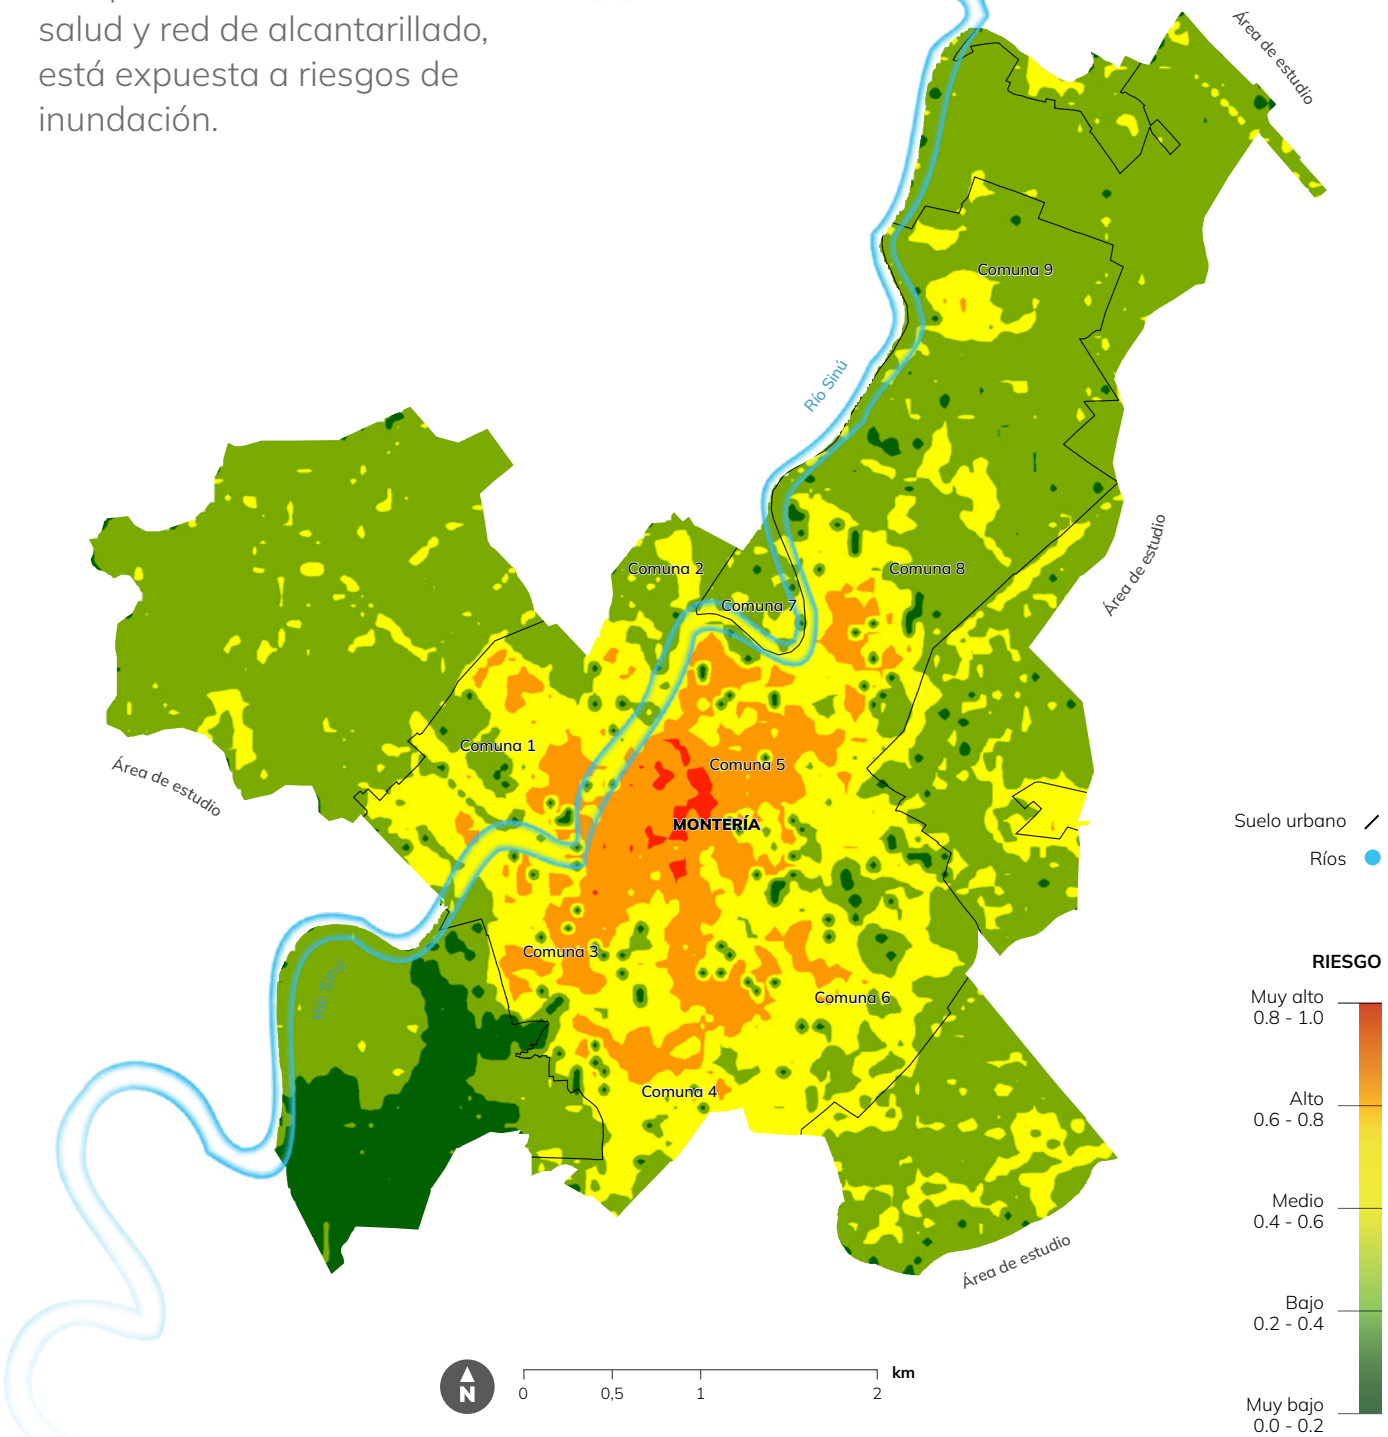 salud y red de alcantarillado,
está expuesta a riesgos de
inundación.
Área de estudio
Comuna 9
Río Sinú
Área de estudio
Comuna 2
Comuna 8
Comuna 7
Comuna 1
Comuna 5
Área de estudio
MONTERÍA
Comuna 3
Río Sinú
Comuna 6
Comuna 4
Área de estudio
Suelo urbano
Ríos
RIESGO
Muy alto
0.8 - 1.0
Alto
0.6 - 0.8
Medio
0.4 - 0.6
Bajo
0.2 - 0.4
Muy bajo
0.0 - 0.2
N
0 0,5 1 2 km